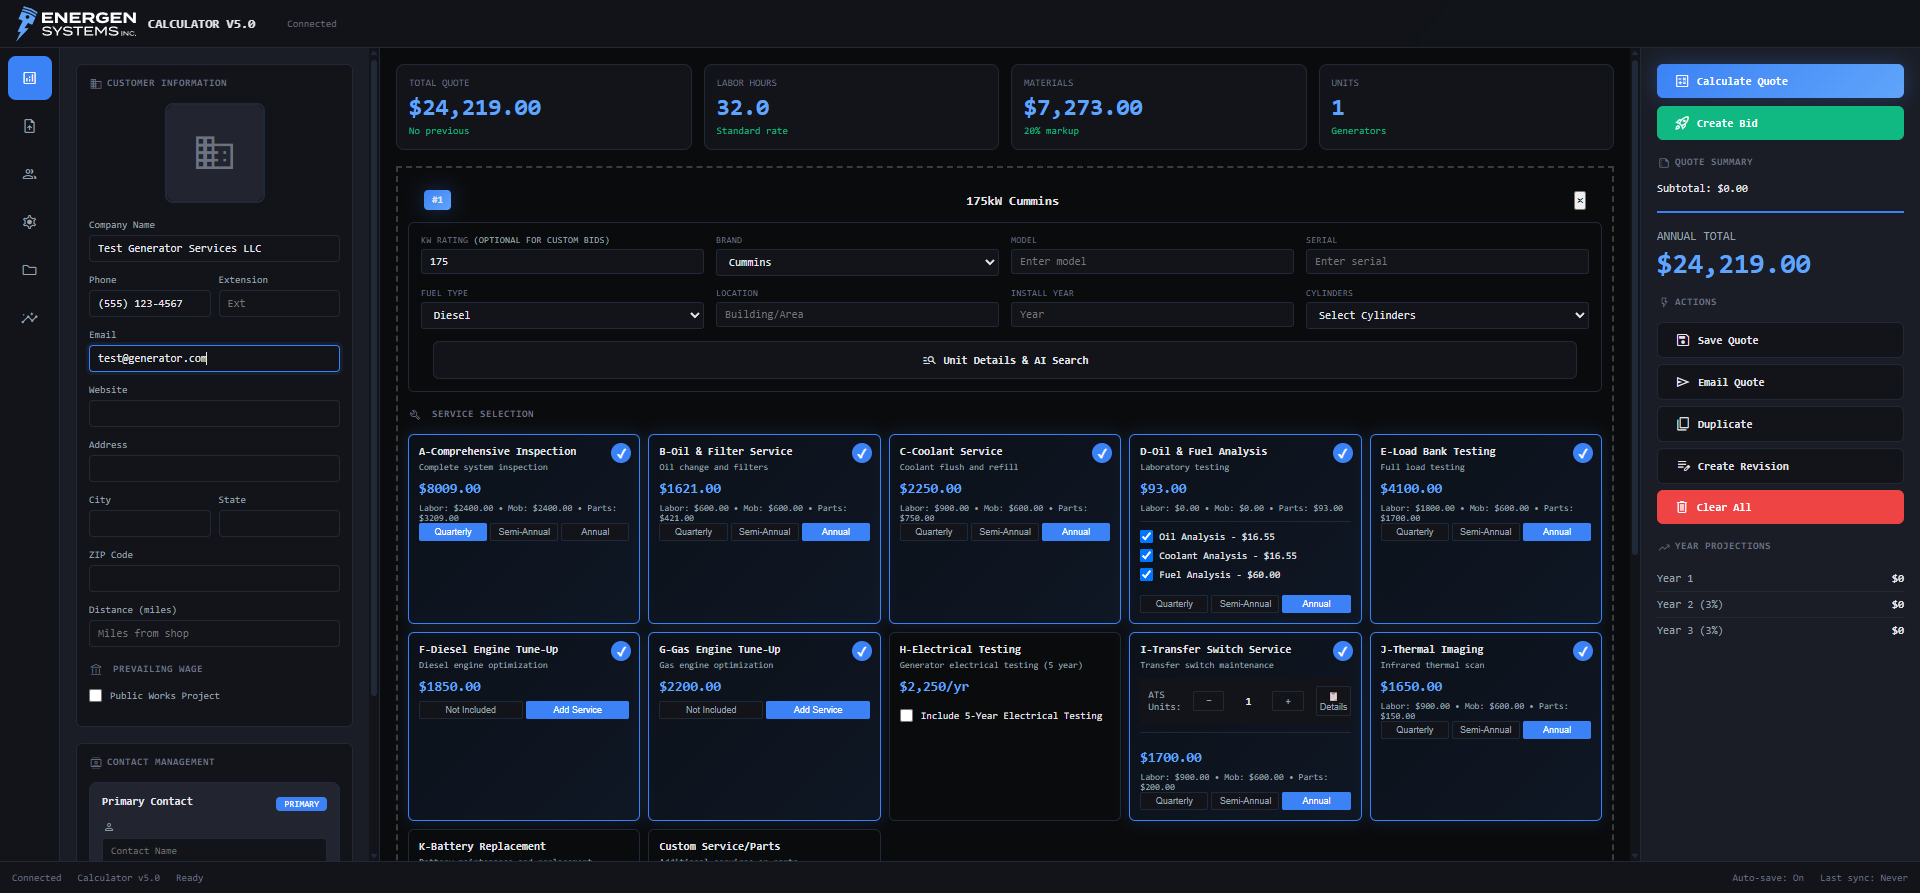 ENERGEN
SYSTEMS INC.
CALCULATOR V5.0
Connected
CUSTOMER INFORMATION
Company Name
Test Generator Services LLC
Phone
Extension
(555) 123-4567
Ext
Email
test@generator.com
Website
Address
City
State
ZIP Code
Distance (miles)
Miles from shop
PREVAILING WAGE
Public Works Project
CONTACT MANAGEMENT
Primary Contact
PRIMARY
Contact Name
TOTAL QUOTE
$24,219.00
No previous
LABOR HOURS
32.0
Standard rate
MATERIALS
$7,273.00
20% markup
UNITS
1
Generators
#1
175kW Cummins
×
KW RATING (OPTIONAL FOR CUSTOM BIDS)
175
BRAND
Cummins
MODEL
Enter model
SERIAL
Enter serial
FUEL TYPE
Diesel
LOCATION
Building/Area
INSTALL YEAR
Year
CYLINDERS
Select Cylinders
Unit Details & AI Search
SERVICE SELECTION
A-Comprehensive Inspection
Complete system inspection
$8009.00
Labor: $2400.00 • Mob: $2400.00 • Parts:
$3209.00
Quarterly
Semi-Annual
Annual
B-Oil & Filter Service
Oil change and filters
$1621.00
Labor: $600.00 • Mob: $600.00 • Parts:
$421.00
Quarterly
Semi-Annual
Annual
C-Coolant Service
Coolant flush and refill
$2250.00
Labor: $900.00 • Mob: $600.00 • Parts:
$750.00
Quarterly
Semi-Annual
Annual
D-Oil & Fuel Analysis
Laboratory testing
$93.00
Labor: $0.00 • Mob: $0.00 • Parts: $93.00
Oil Analysis - $16.55
Coolant Analysis - $16.55
Fuel Analysis - $60.00
Quarterly
Semi-Annual
Annual
E-Load Bank Testing
Full load testing
$4100.00
Labor: $1800.00 • Mob: $600.00 • Parts:
$1700.00
Quarterly
Semi-Annual
Annual
F-Diesel Engine Tune-Up
Diesel engine optimization
$1850.00
Not Included
Add Service
G-Gas Engine Tune-Up
Gas engine optimization
$2200.00
Not Included
Add Service
H-Electrical Testing
Generator electrical testing (5 year)
$2,250/yr
Include 5-Year Electrical Testing
I-Transfer Switch Service
Transfer switch maintenance
ATS
Units:
−
1
+
Details
$1700.00
Labor: $900.00 • Mob: $600.00 • Parts:
$200.00
Quarterly
Semi-Annual
Annual
J-Thermal Imaging
Infrared thermal scan
$1650.00
Labor: $900.00 • Mob: $600.00 • Parts:
$150.00
Quarterly
Semi-Annual
Annual
K-Battery Replacement
Custom Service/Parts
Calculate Quote
Create Bid
QUOTE SUMMARY
Subtotal: $0.00
ANNUAL TOTAL
$24,219.00
ACTIONS
Save Quote
Email Quote
Duplicate
Create Revision
Clear All
YEAR PROJECTIONS
Year 1
$0
Year 2 (3%)
$0
Year 3 (3%)
$0
Connected
Calculator v5.0
Ready
Auto-save: On
Last sync: Never